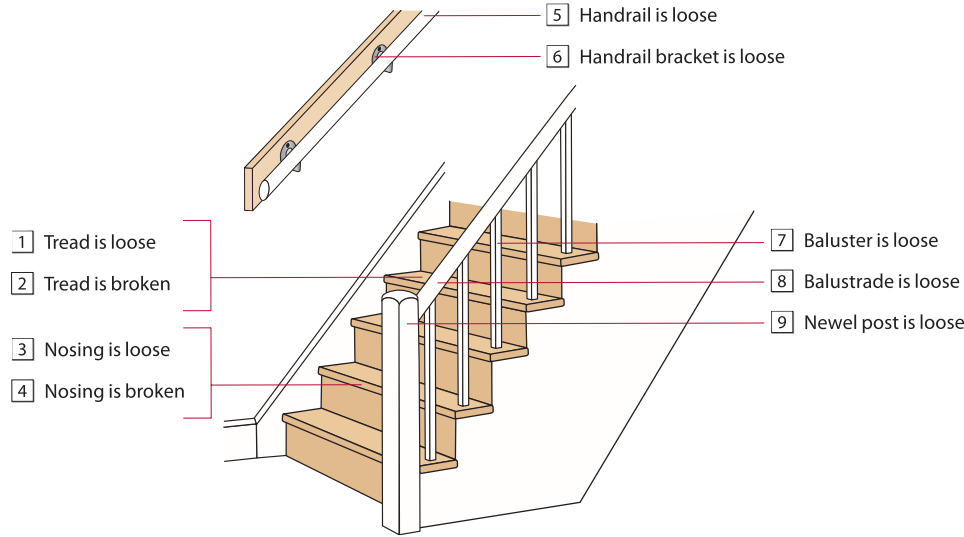 5 Handrail is loose
6 Handrail bracket is loose
1 Tread is loose
2 Tread is broken
3 Nosing is loose
4 Nosing is broken
7 Baluster is loose
8 Balustrade is loose
9 Newel post is loose